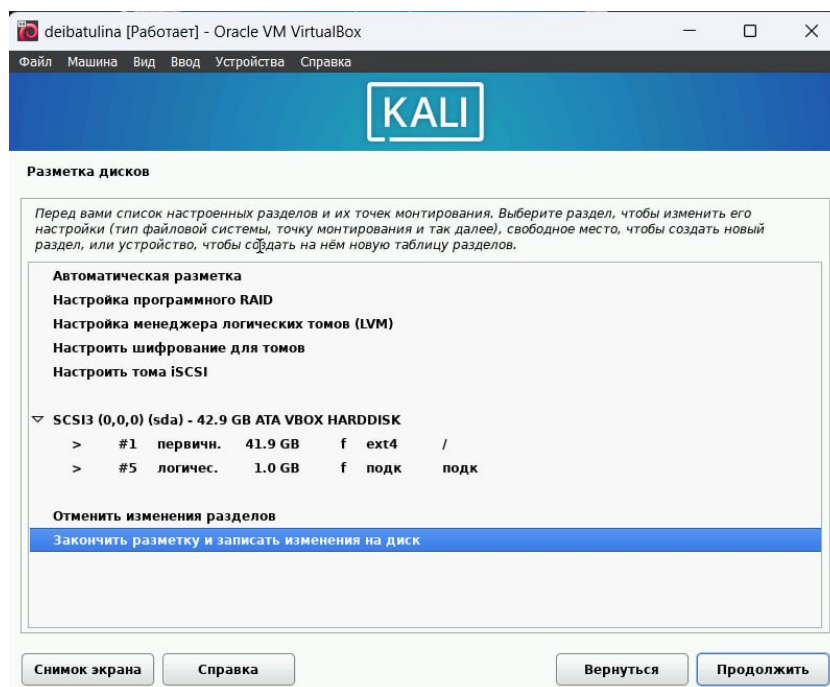 deibatulina [Работает] - Oracle VM VirtualBox
Файл Машина Вид Ввод Устройства Справка
KALI
Разметка дисков
Перед вами список настроенных разделов и их точек монтирования. Выберите раздел, чтобы изменить его
настройки (тип файловой системы, точку монтирования и так далее), свободное место, чтобы создать новый
раздел, или устройство, чтобы создать на нём новую таблицу разделов.
Автоматическая разметка
Настройка программного RAID
Настройка менеджера логических томов (LVM)
Настроить шифрование для томов
Настроить тома iSCSI
SCSI3 (0,0,0) (sda) - 42.9 GB ATA VBOX HARDDISK
> #1 первичн. 41.9 GB f ext4 /
> #5 логичес. 1.0 GB f подк подк
Отменить изменения разделов
Закончить разметку и записать изменения на диск
Снимок экрана Справка Вернуться Продолжить